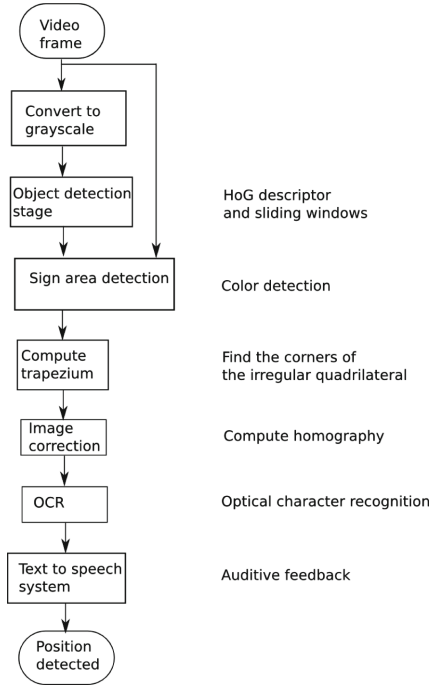 Video
frame
Convert to
grayscale
Object detection
stage
HoG descriptor
and sliding windows
Sign area detection
Color detection
Compute
trapezium
Find the corners of
the irregular quadrilateral
Image
correction
Compute homography
OCR
Optical character recognition
Text to speech
system
Auditive feedback
Position
detected